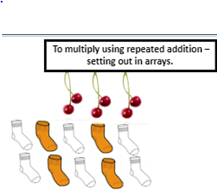 To multiply using repeated addition –
setting out in arrays.